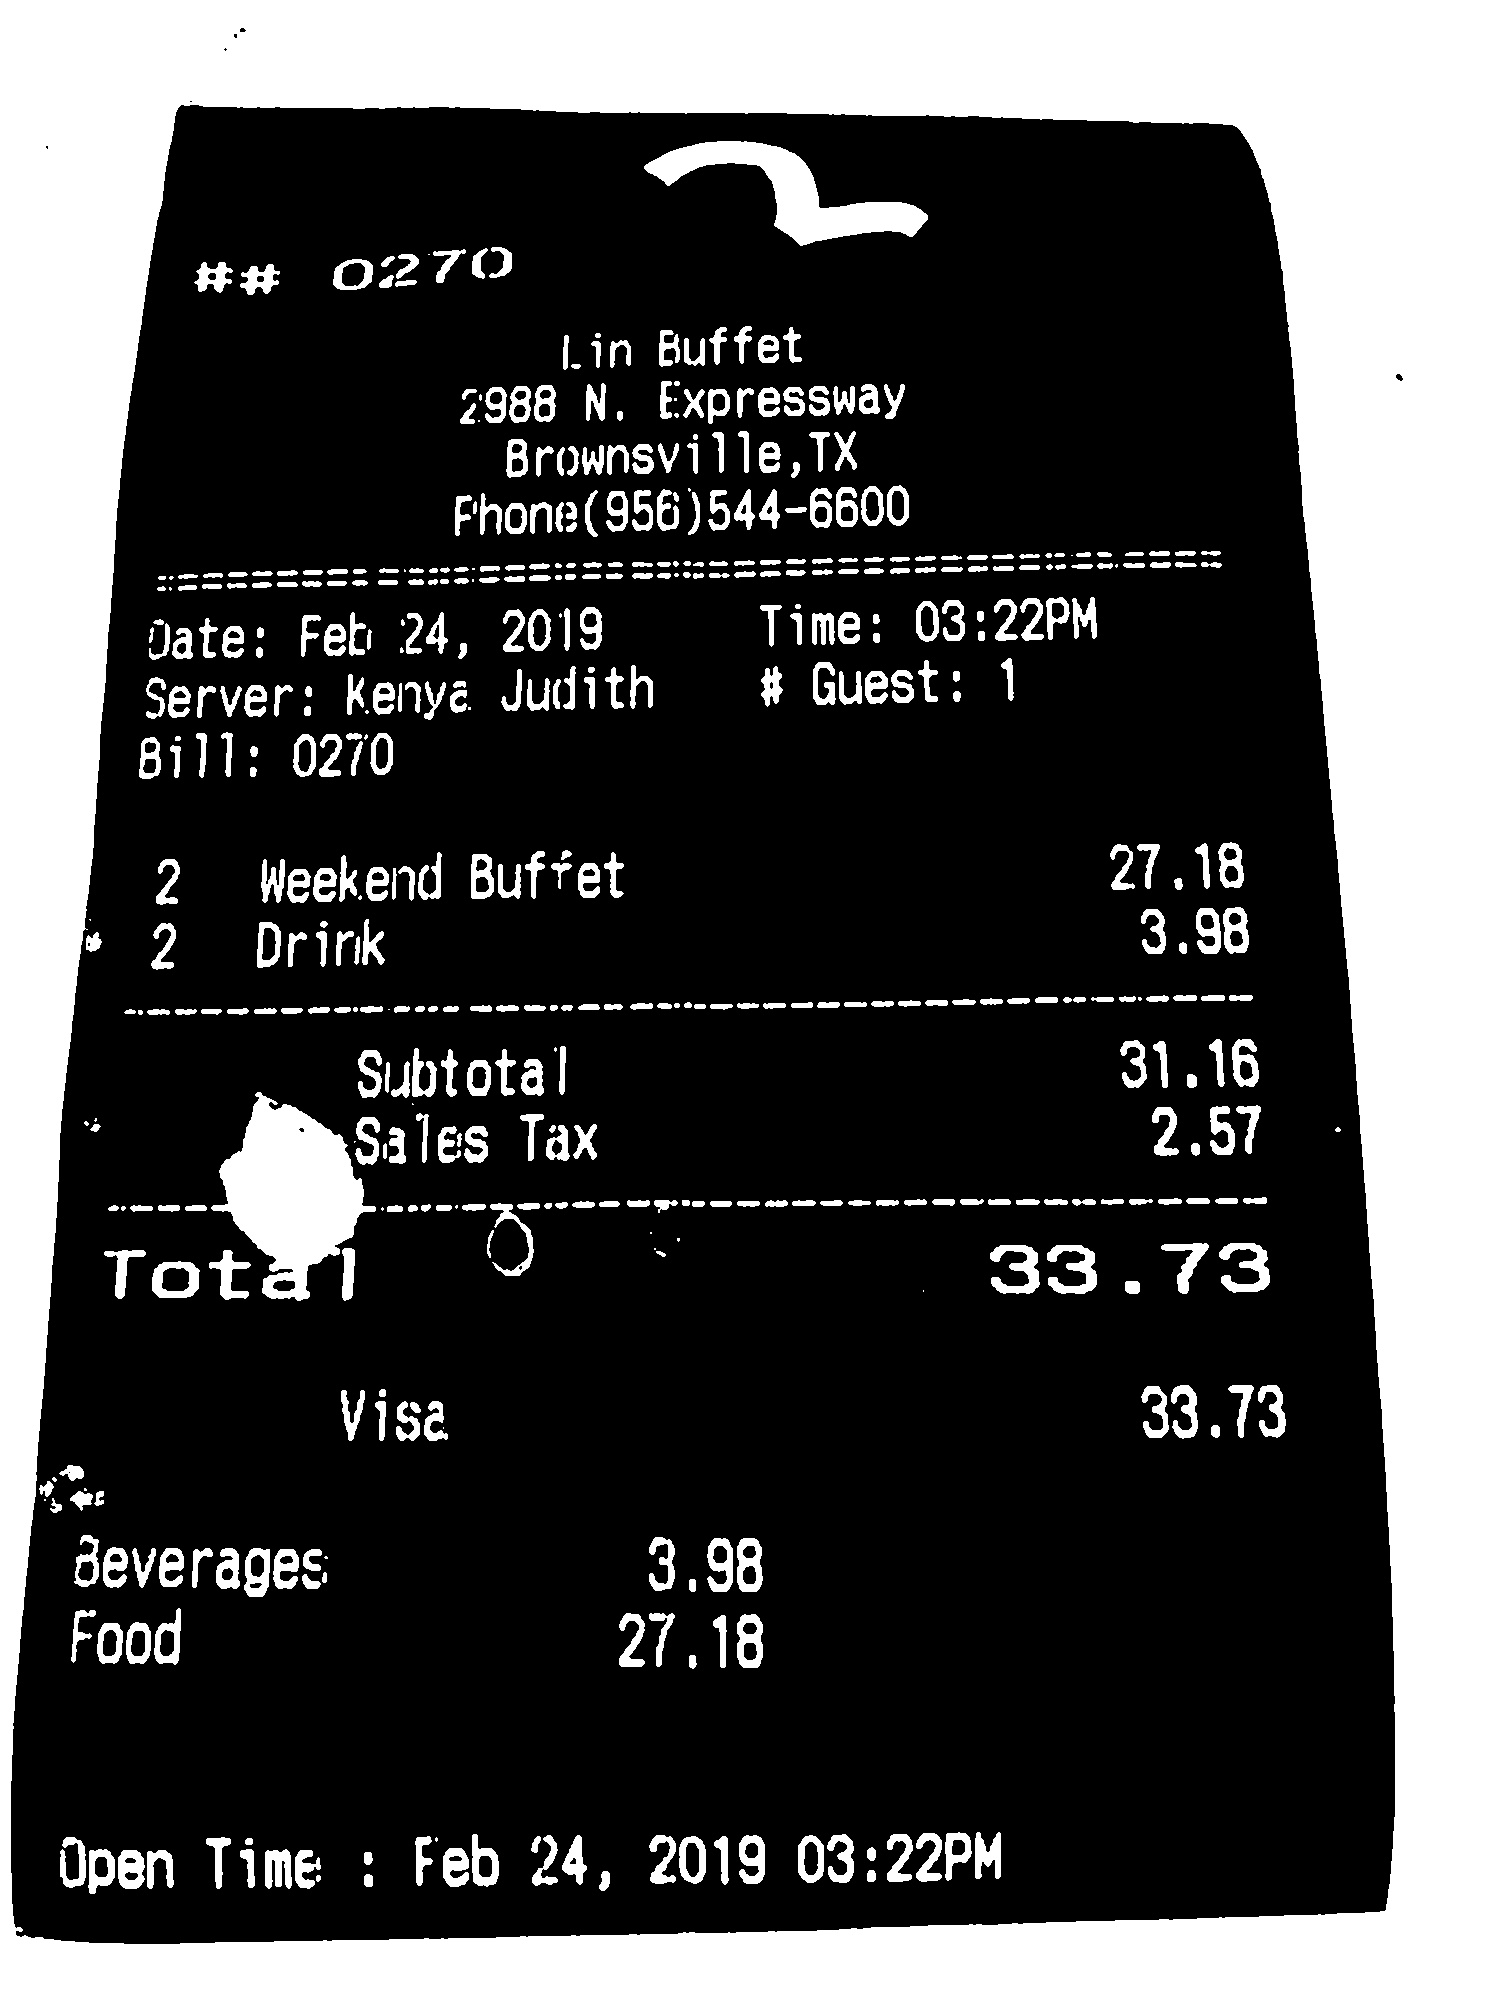 ## 0270
Lin Buffet
2988 N. Expressway
Brownsville,TX
Phone(956)544-6600
==========================================
Date: Feb 24, 2019 Time: 03:22PM
Server: Kenya Judith # Guest: 1
Bill: 0270
2 Weekend Buffet 27.18
2 Drink 3.98
------------------------------------------
Subtotal 31.16
Sales Tax 2.57
------------------------------------------
Total 33.73
Visa 33.73
Beverages 3.98
Food 27.18
Open Time : Feb 24, 2019 03:22PM